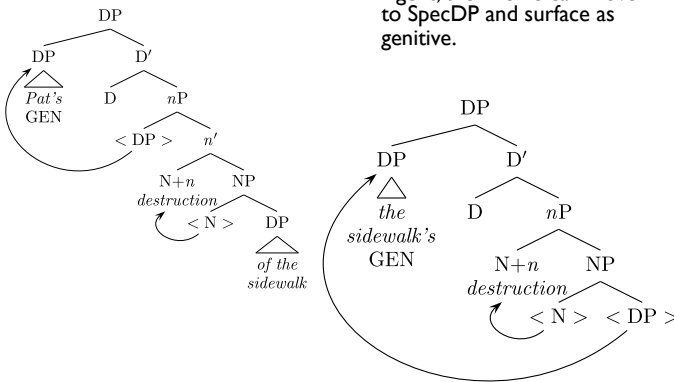 to SpecDP and surface as
genitive.
DP
DP D′
Pat's D nP
GEN
< DP > n′
N+n NP
destruction
< N > DP
of the
sidewalk
DP
DP D′
the D nP
sidewalk's
GEN N+n NP
destruction
< N > < DP >